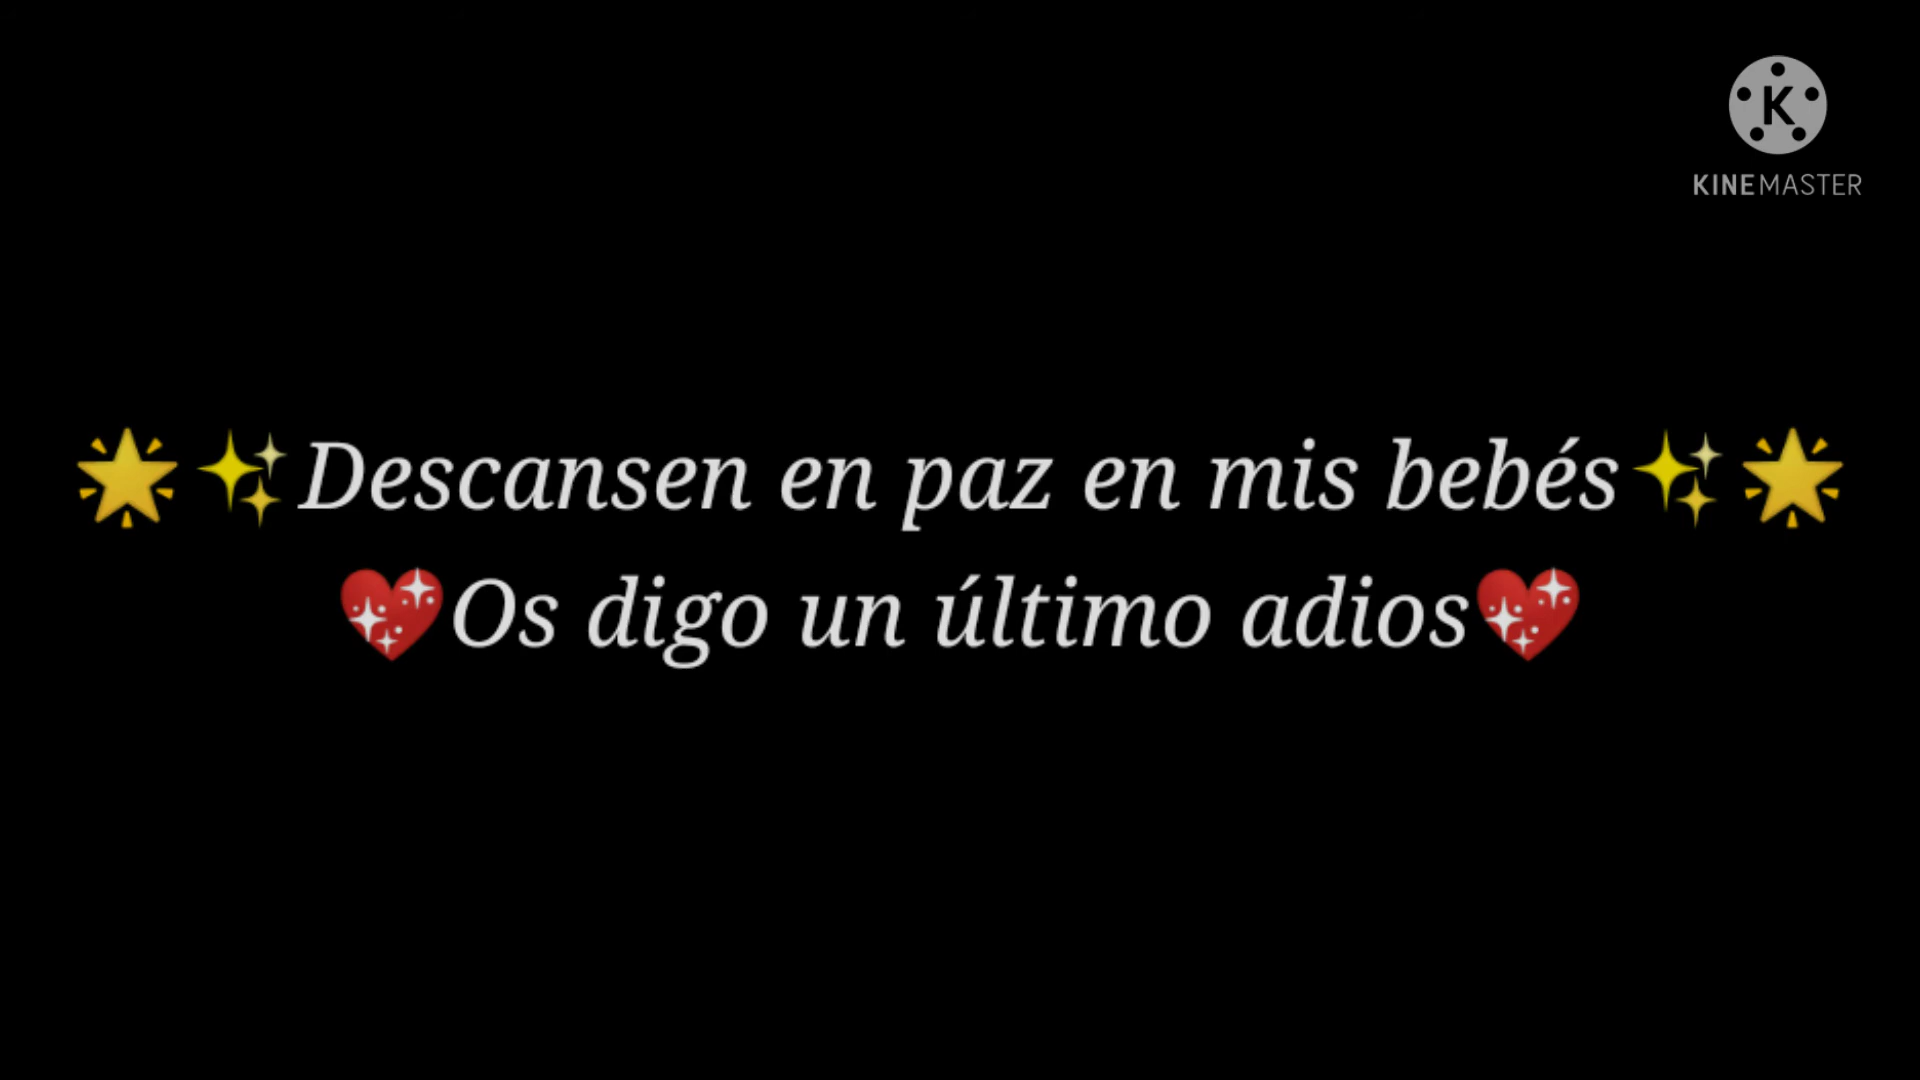 KINEMASTER
🌟✨Descansen en paz en mis bebés✨🌟
💖Os digo un último adios💖